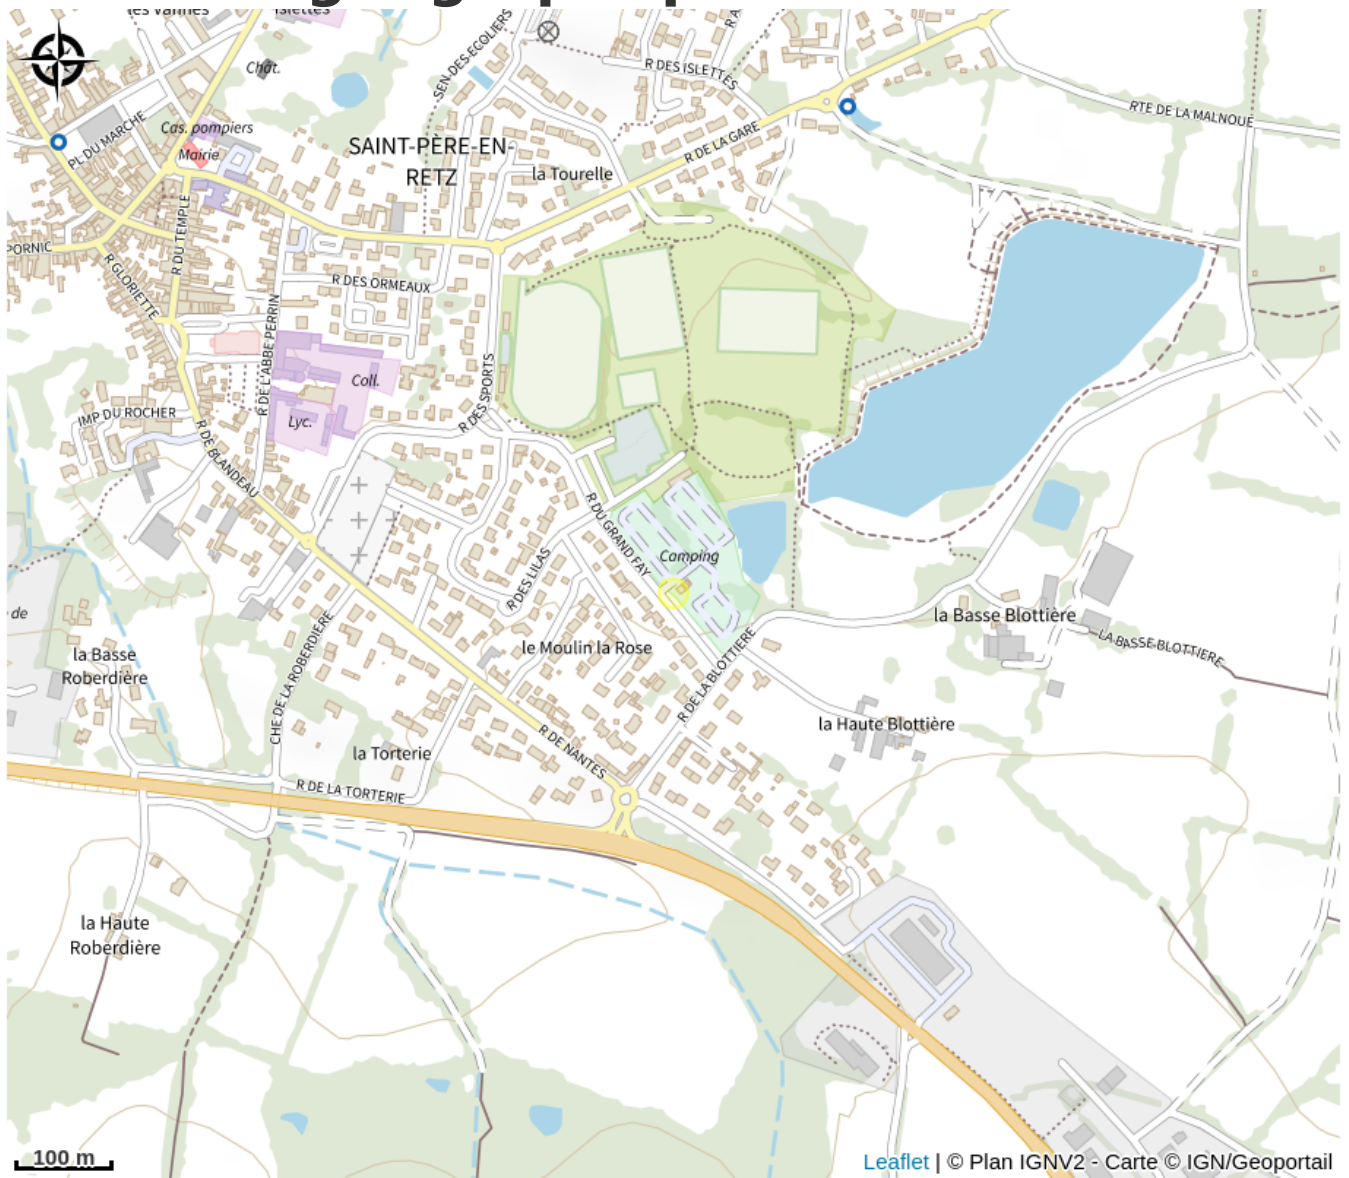 les Vannes
Islettes
Chât.
SEN-DES-ECOLIERS
R DES ISLETTES
RTE DE LA MALNOUE
PL DU MARCHE
Cas. pompiers
Mairie
SAINT-PÈRE-EN-
RETZ
la Tourelle
R DE LA GARE
R DU TEMPLE
PORNIC
R GLORIETTE
R DES ORMEAUX
R DE L'ABBE PERRIN
Coll.
Lyc.
R DES SPORTS
IMP DU ROCHER
R DE BLANDEAU
R DU GRAND FAY
Camping
R DES LILAS
de
la Basse
Roberdière
CHE DE LA ROBERDIERE
le Moulin la Rose
R DE LA BLOTTIERE
la Basse Blottière
LA BASSE-BLOTTIERE
la Haute Blottière
la Torterie
R DE NANTES
R DE LA TORTERIE
la Haute
Roberdière
100 m
Leaflet | © Plan IGNV2 - Carte © IGN/Geoportail